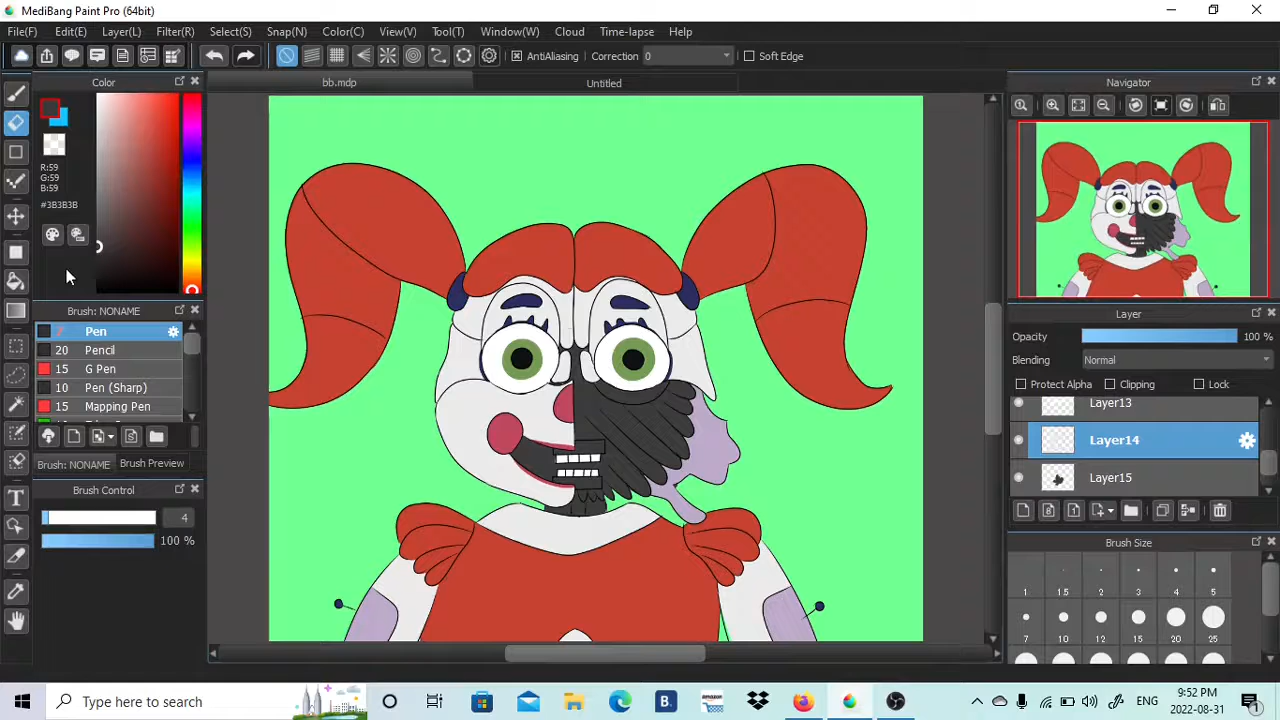 MediBang Paint Pro (64bit)
File(F) Edit(E) Layer(L) Filter(R) Select(S) Snap(N) Color(C) View(V) Tool(T) Window(W) Cloud Time-lapse Help
AntiAliasing Correction 0 Soft Edge
Color
bb.mdp Untitled
Navigator
R:59
G:59
B:59
#3B3B3B
Brush: NONAME
Pen
20 Pencil
15 G Pen
10 Pen (Sharp)
15 Mapping Pen
Brush: NONAME Brush Preview
Brush Control
4
100 %
Layer
Opacity 100 %
Blending Normal
Protect Alpha Clipping Lock
Layer13
Layer14
Layer15
Brush Size
1 1.5 2 3 4 5
7 10 12 15 20 25
Type here to search
B.
amazon
ENG
9:52 PM
2022-08-31
1